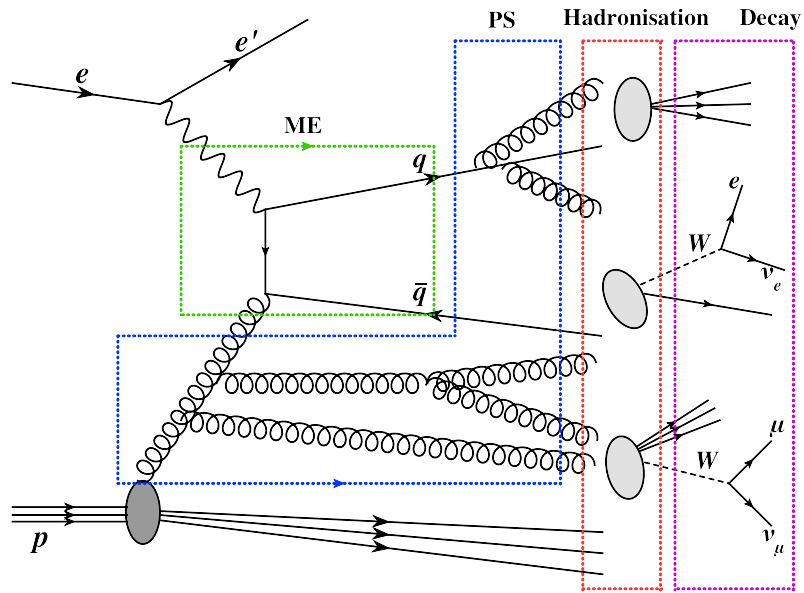 PS Hadronisation Decay
e e'
ME
q
e
W
ν_e
q̄
μ
W
p
ν_μ